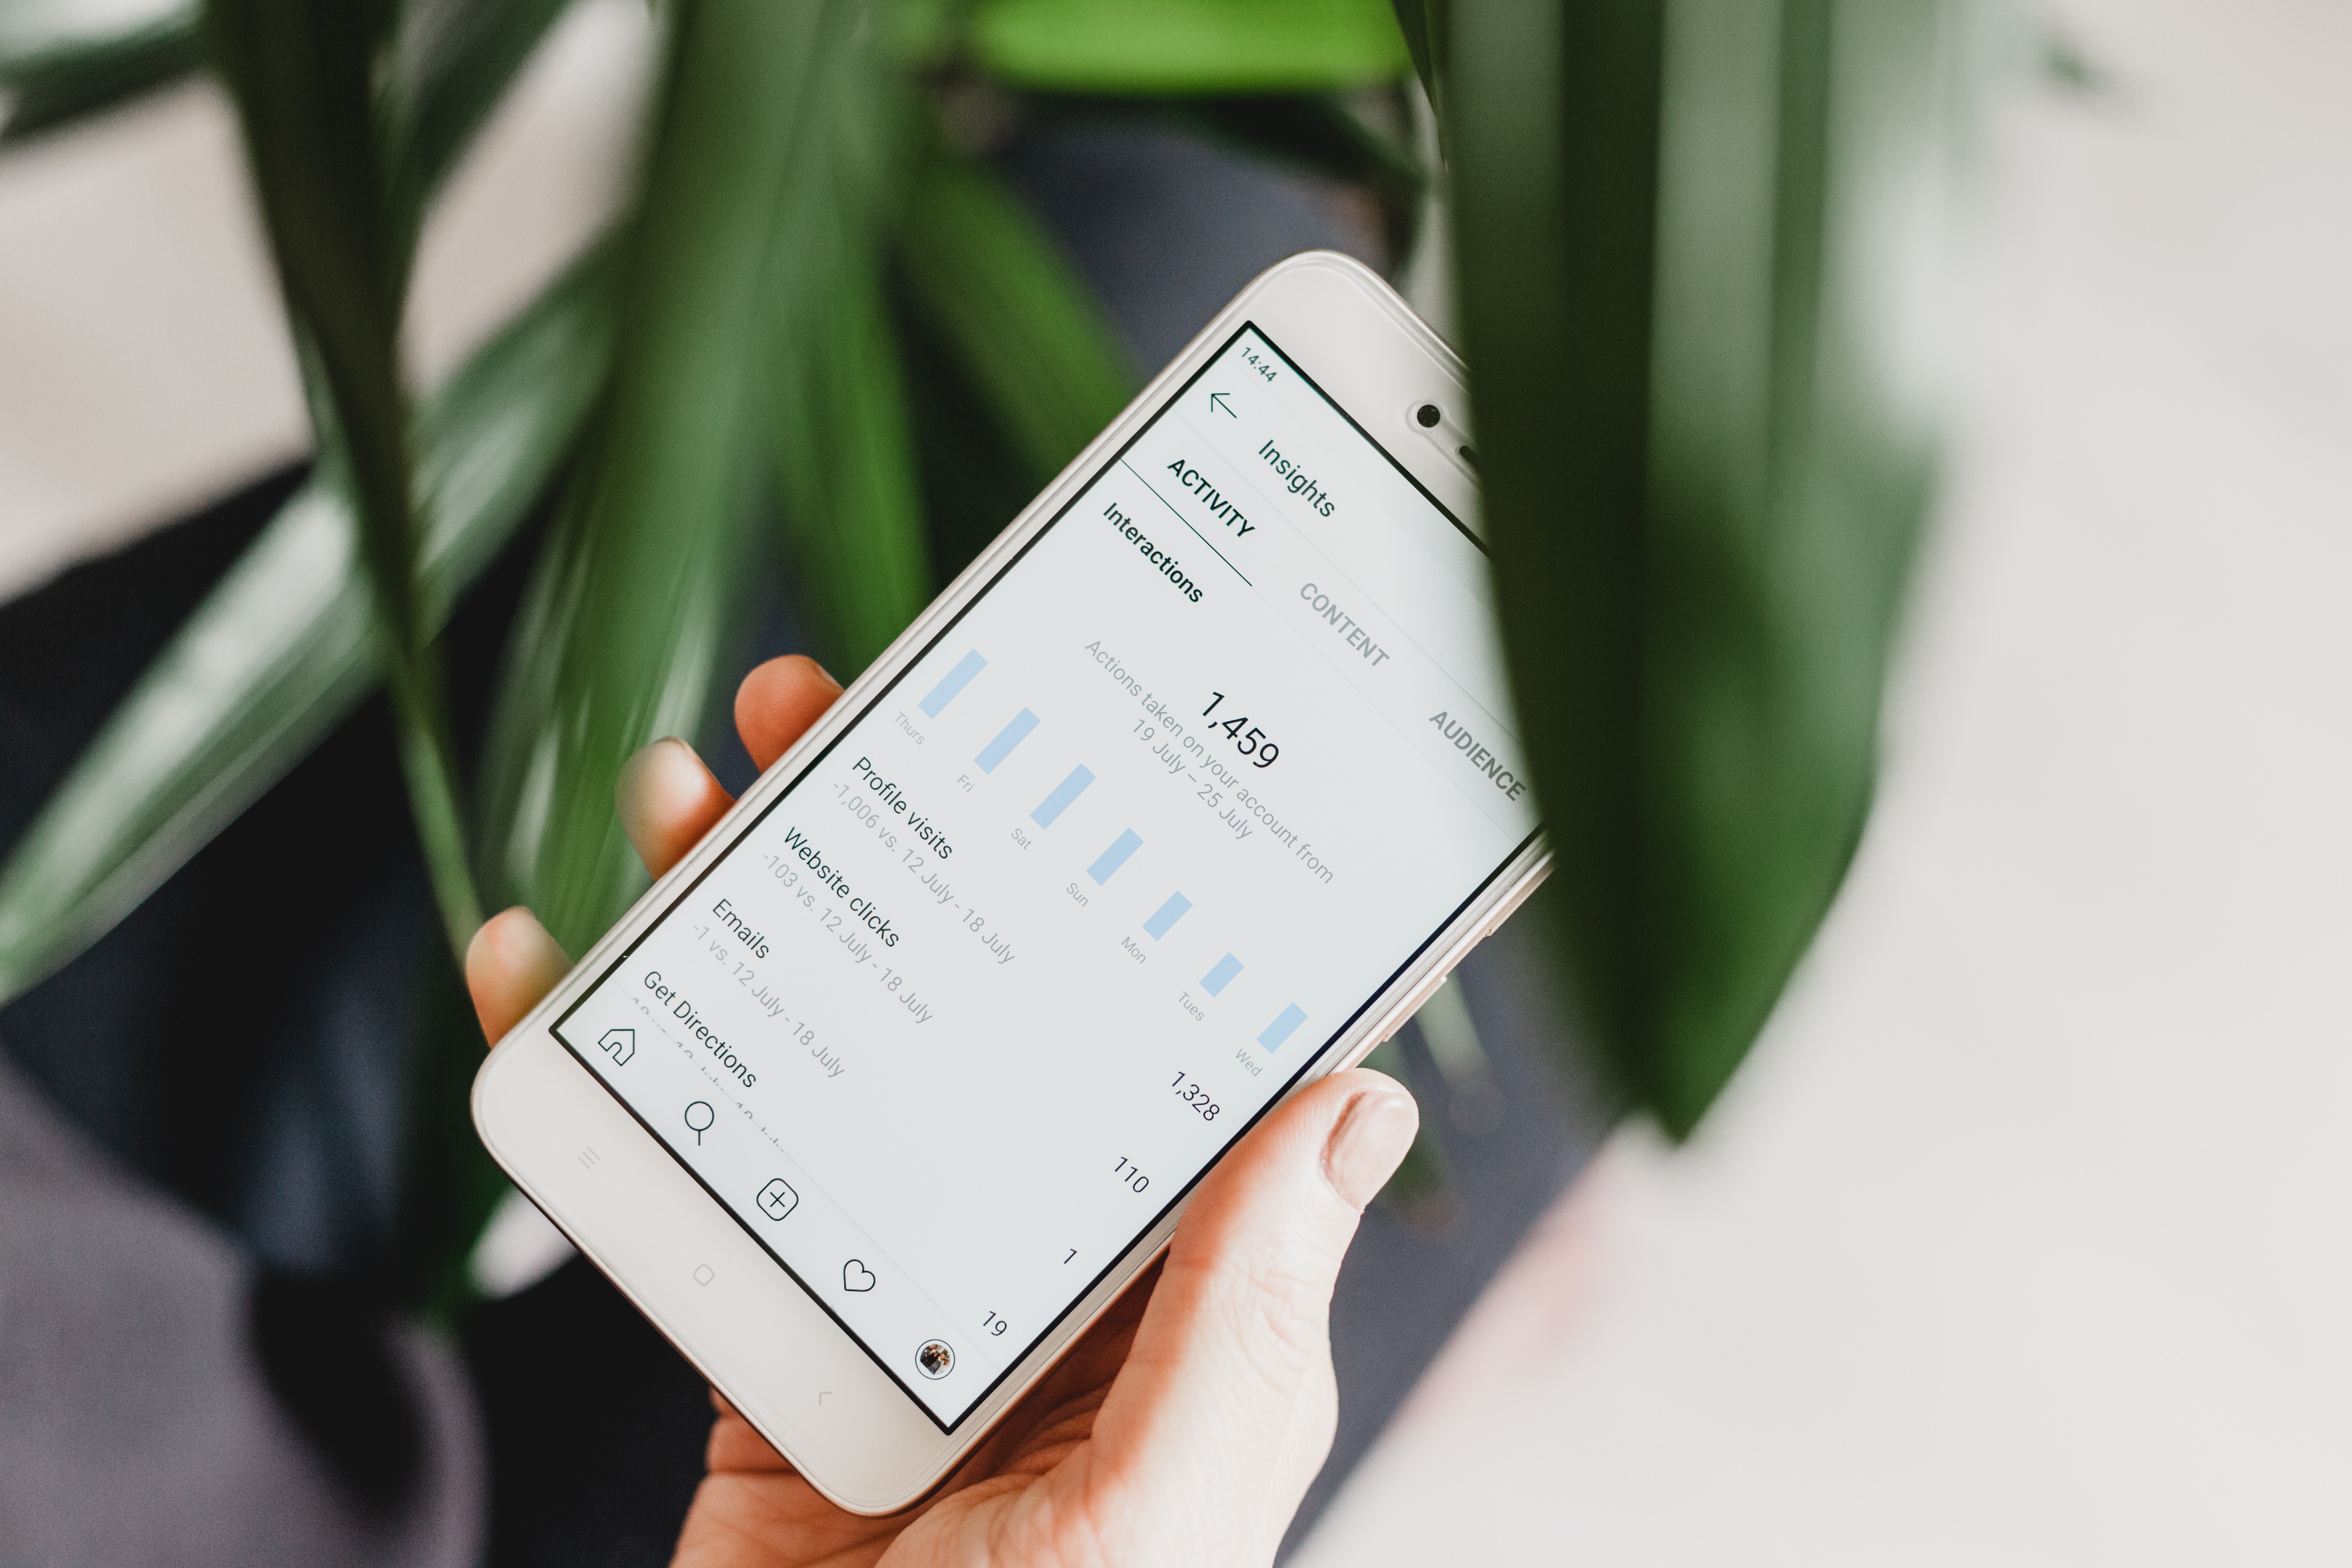 14:44
Insights
ACTIVITY CONTENT AUDIENCE
Interactions
1,459
Actions taken on your account from
19 July – 25 July
Thurs Fri Sat Sun Mon Tues Wed
Profile visits 1,328
-1,006 vs. 12 July - 18 July
Website clicks 110
-103 vs. 12 July - 18 July
Emails 1
-1 vs. 12 July - 18 July
Get Directions 19